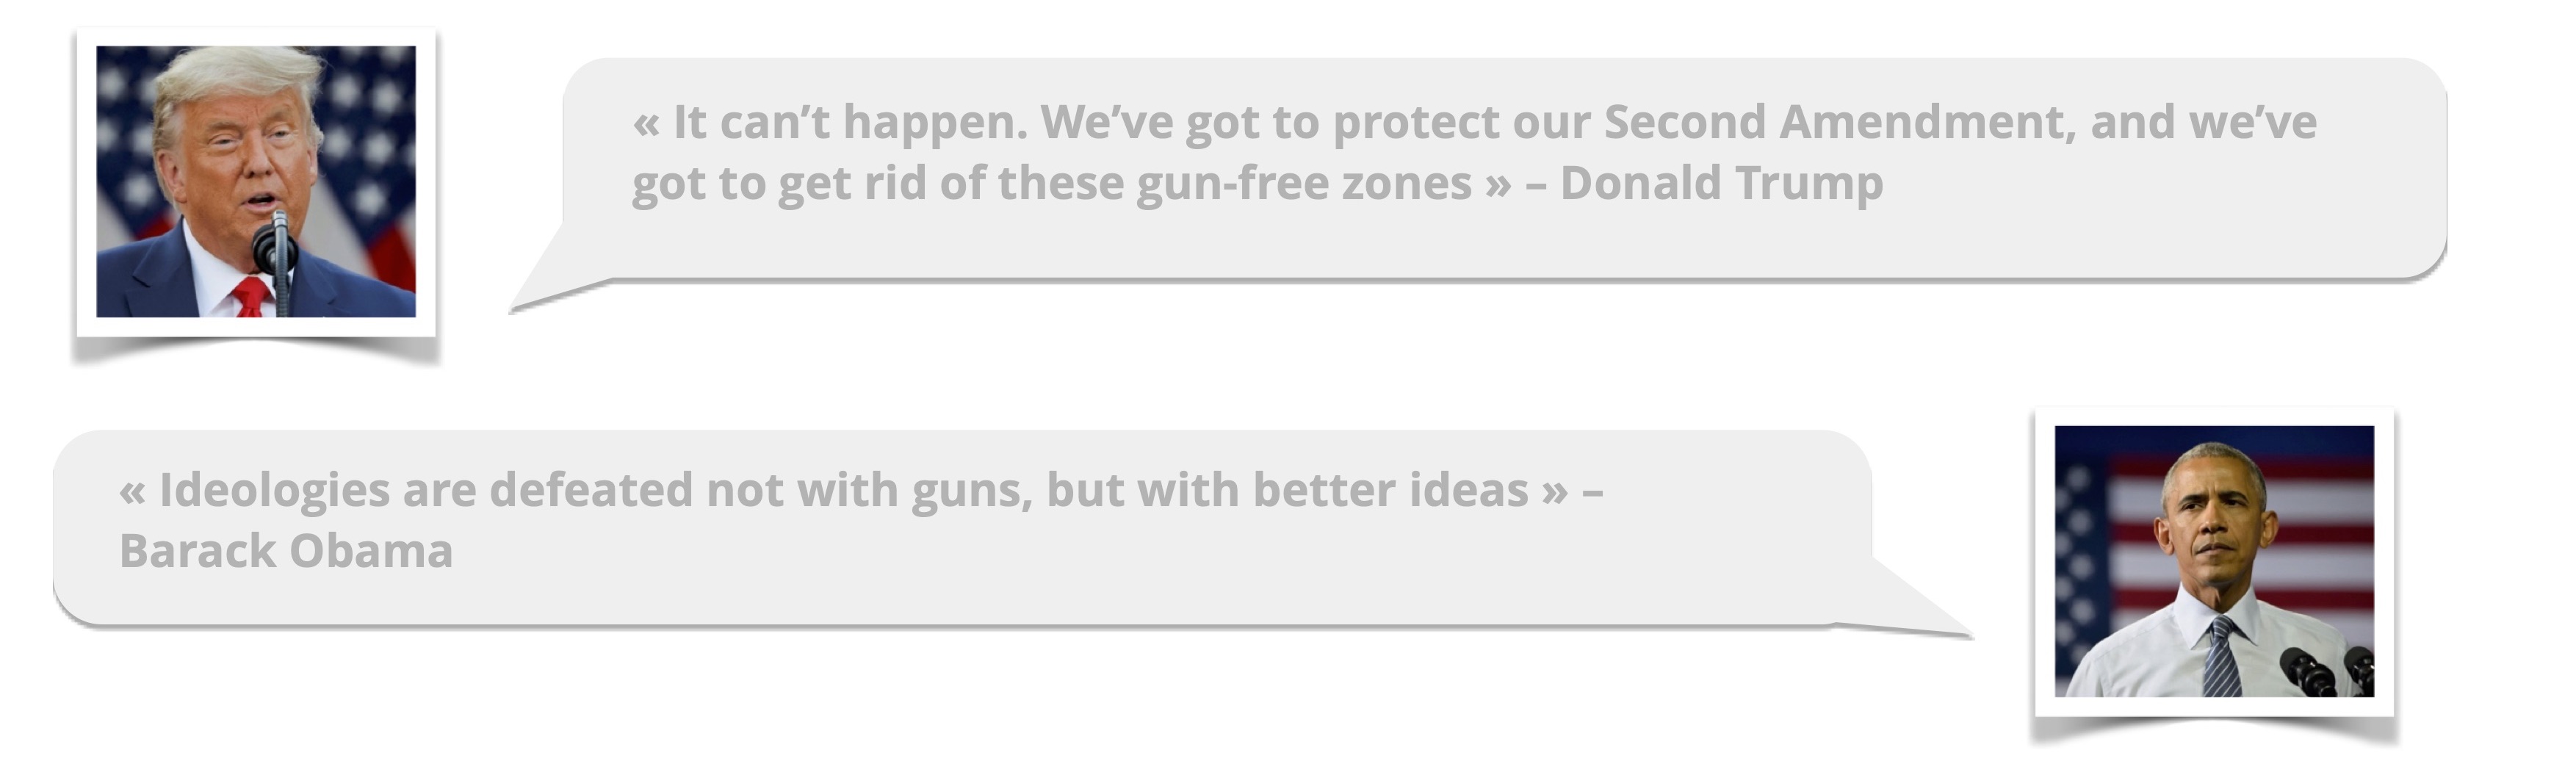 « It can’t happen. We’ve got to protect our Second Amendment, and we’ve
got to get rid of these gun-free zones » – Donald Trump
« Ideologies are defeated not with guns, but with better ideas » –
Barack Obama